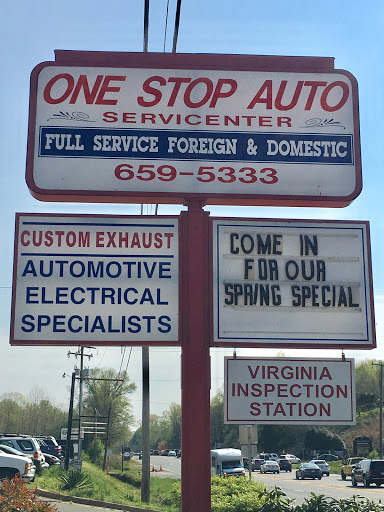 ONE STOP AUTO
SERVICENTER
FULL SERVICE FOREIGN & DOMESTIC
659-5333
CUSTOM EXHAUST
AUTOMOTIVE
ELECTRICAL
SPECIALISTS
COME IN
FOR OUR
SPRING SPECIAL
VIRGINIA
INSPECTION
STATION